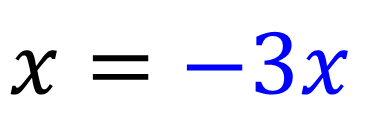 x = −3x